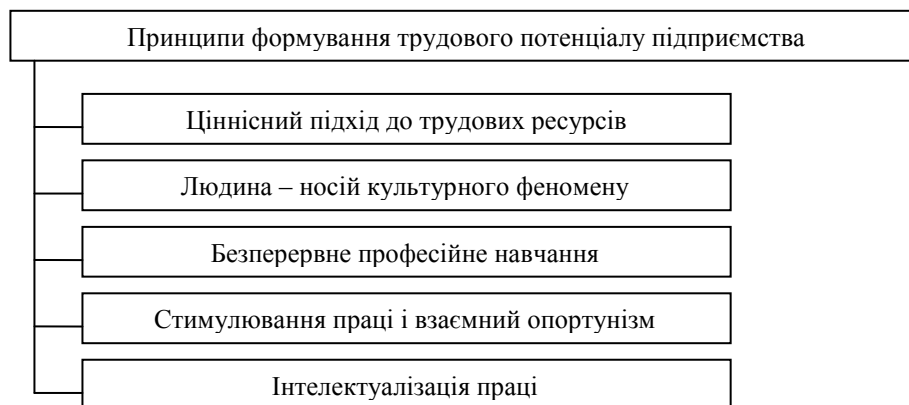 Принципи формування трудового потенціалу підприємства
Ціннісний підхід до трудових ресурсів
Людина – носій культурного феномену
Безперервне професійне навчання
Стимулювання праці і взаємний опортунізм
Інтелектуалізація праці